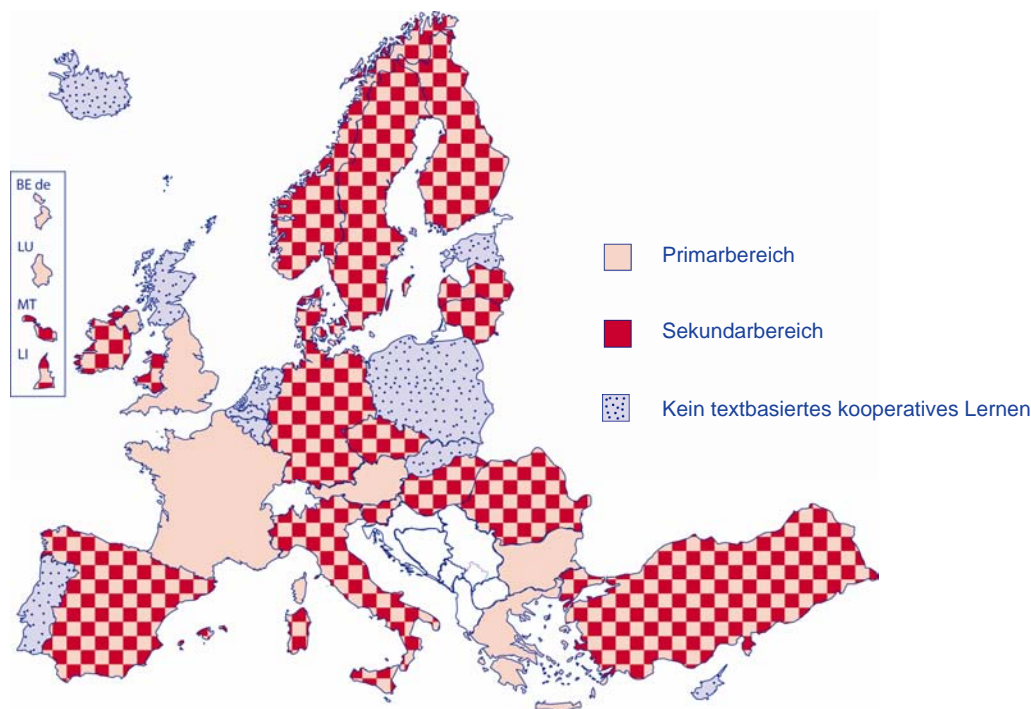 BE de
LU
MT
LI
Primarbereich
Sekundarbereich
Kein textbasiertes kooperatives Lernen